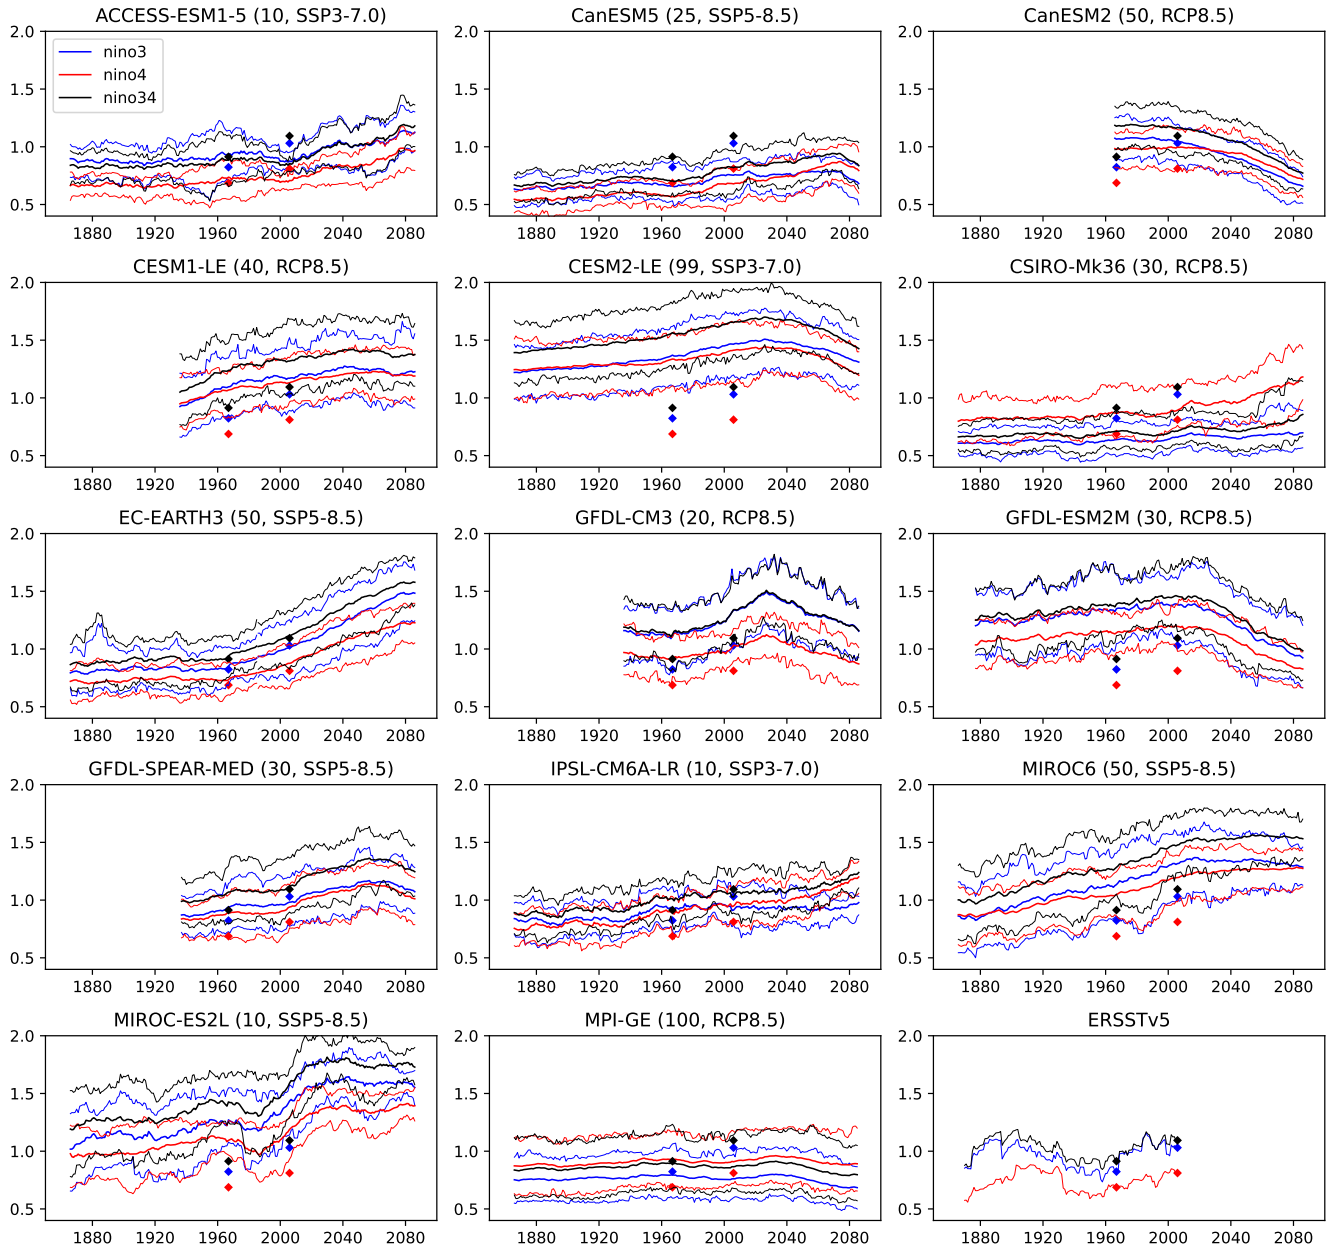 ACCESS-ESM1-5 (10, SSP3-7.0)
CanESM5 (25, SSP5-8.5)
CanESM2 (50, RCP8.5)
2.0
1.5
1.0
0.5
nino3
nino4
nino34
1880 1920 1960 2000 2040 2080
2.0
1.5
1.0
0.5
1880 1920 1960 2000 2040 2080
2.0
1.5
1.0
0.5
1880 1920 1960 2000 2040 2080
CESM1-LE (40, RCP8.5)
CESM2-LE (99, SSP3-7.0)
CSIRO-Mk36 (30, RCP8.5)
2.0
1.5
1.0
0.5
1880 1920 1960 2000 2040 2080
2.0
1.5
1.0
0.5
1880 1920 1960 2000 2040 2080
2.0
1.5
1.0
0.5
1880 1920 1960 2000 2040 2080
EC-EARTH3 (50, SSP5-8.5)
GFDL-CM3 (20, RCP8.5)
GFDL-ESM2M (30, RCP8.5)
2.0
1.5
1.0
0.5
1880 1920 1960 2000 2040 2080
2.0
1.5
1.0
0.5
1880 1920 1960 2000 2040 2080
2.0
1.5
1.0
0.5
1880 1920 1960 2000 2040 2080
GFDL-SPEAR-MED (30, SSP5-8.5)
IPSL-CM6A-LR (10, SSP3-7.0)
MIROC6 (50, SSP5-8.5)
2.0
1.5
1.0
0.5
1880 1920 1960 2000 2040 2080
2.0
1.5
1.0
0.5
1880 1920 1960 2000 2040 2080
2.0
1.5
1.0
0.5
1880 1920 1960 2000 2040 2080
MIROC-ES2L (10, SSP5-8.5)
MPI-GE (100, RCP8.5)
ERSSTv5
2.0
1.5
1.0
0.5
1880 1920 1960 2000 2040 2080
2.0
1.5
1.0
0.5
1880 1920 1960 2000 2040 2080
2.0
1.5
1.0
0.5
1880 1920 1960 2000 2040 2080